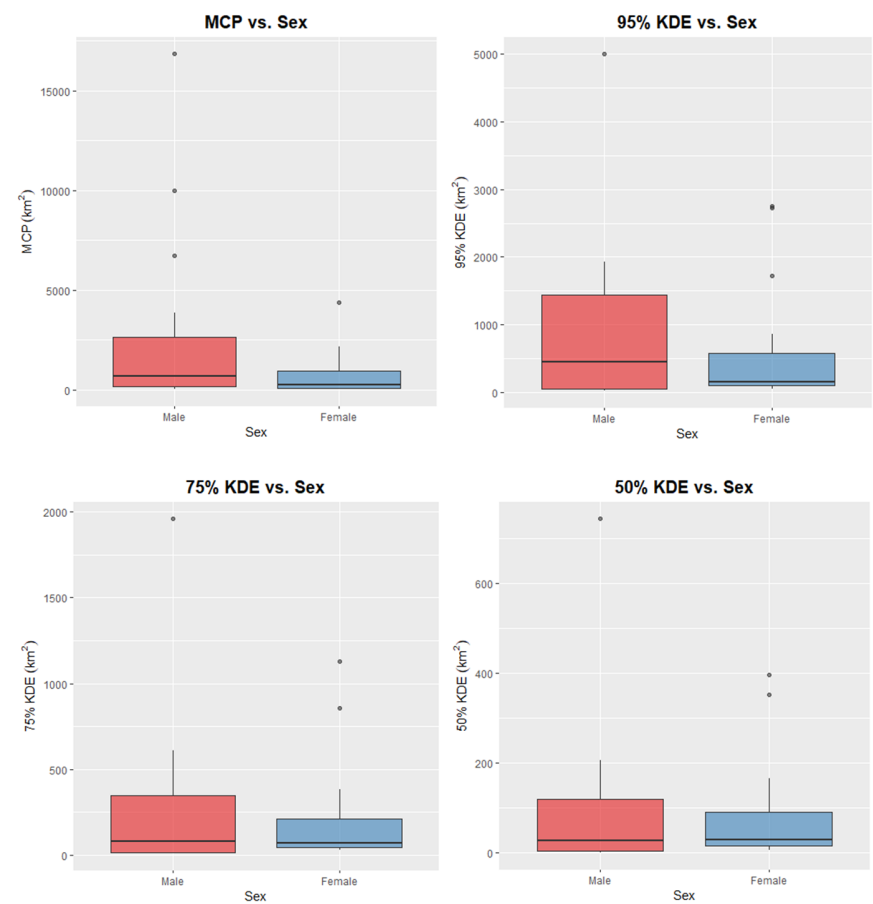 MCP vs. Sex
MCP (km²)
15000
10000
5000
0
Male
Female
Sex
95% KDE vs. Sex
95% KDE (km²)
5000
4000
3000
2000
1000
0
Male
Female
Sex
75% KDE vs. Sex
75% KDE (km²)
2000
1500
1000
500
0
Male
Female
Sex
50% KDE vs. Sex
50% KDE (km²)
600
400
200
0
Male
Female
Sex